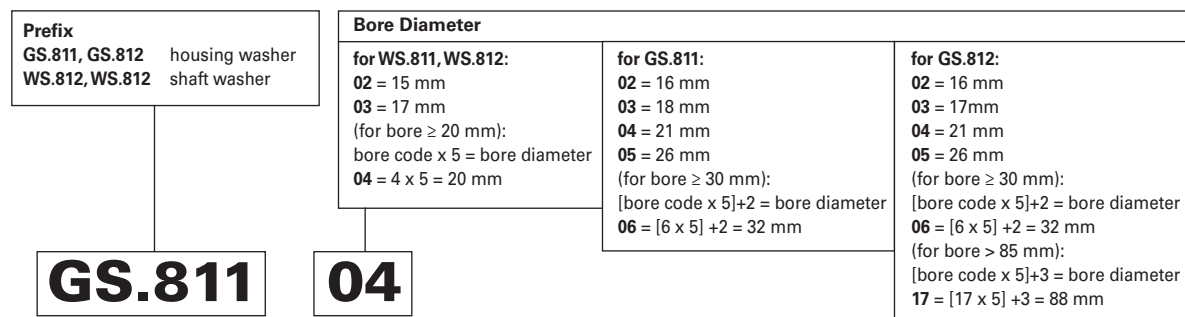 Prefix
GS.811, GS.812 housing washer
WS.812, WS.812 shaft washer
Bore Diameter
for WS.811, WS.812:
02 = 15 mm
03 = 17 mm
(for bore ≥ 20 mm):
bore code x 5 = bore diameter
04 = 4 x 5 = 20 mm
for GS.811:
02 = 16 mm
03 = 18 mm
04 = 21 mm
05 = 26 mm
(for bore ≥ 30 mm):
[bore code x 5]+2 = bore diameter
06 = [6 x 5] +2 = 32 mm
for GS.812:
02 = 16 mm
03 = 17mm
04 = 21 mm
05 = 26 mm
(for bore ≥ 30 mm):
[bore code x 5]+2 = bore diameter
06 = [6 x 5] +2 = 32 mm
(for bore > 85 mm):
[bore code x 5]+3 = bore diameter
17 = [17 x 5] +3 = 88 mm
GS.811 04